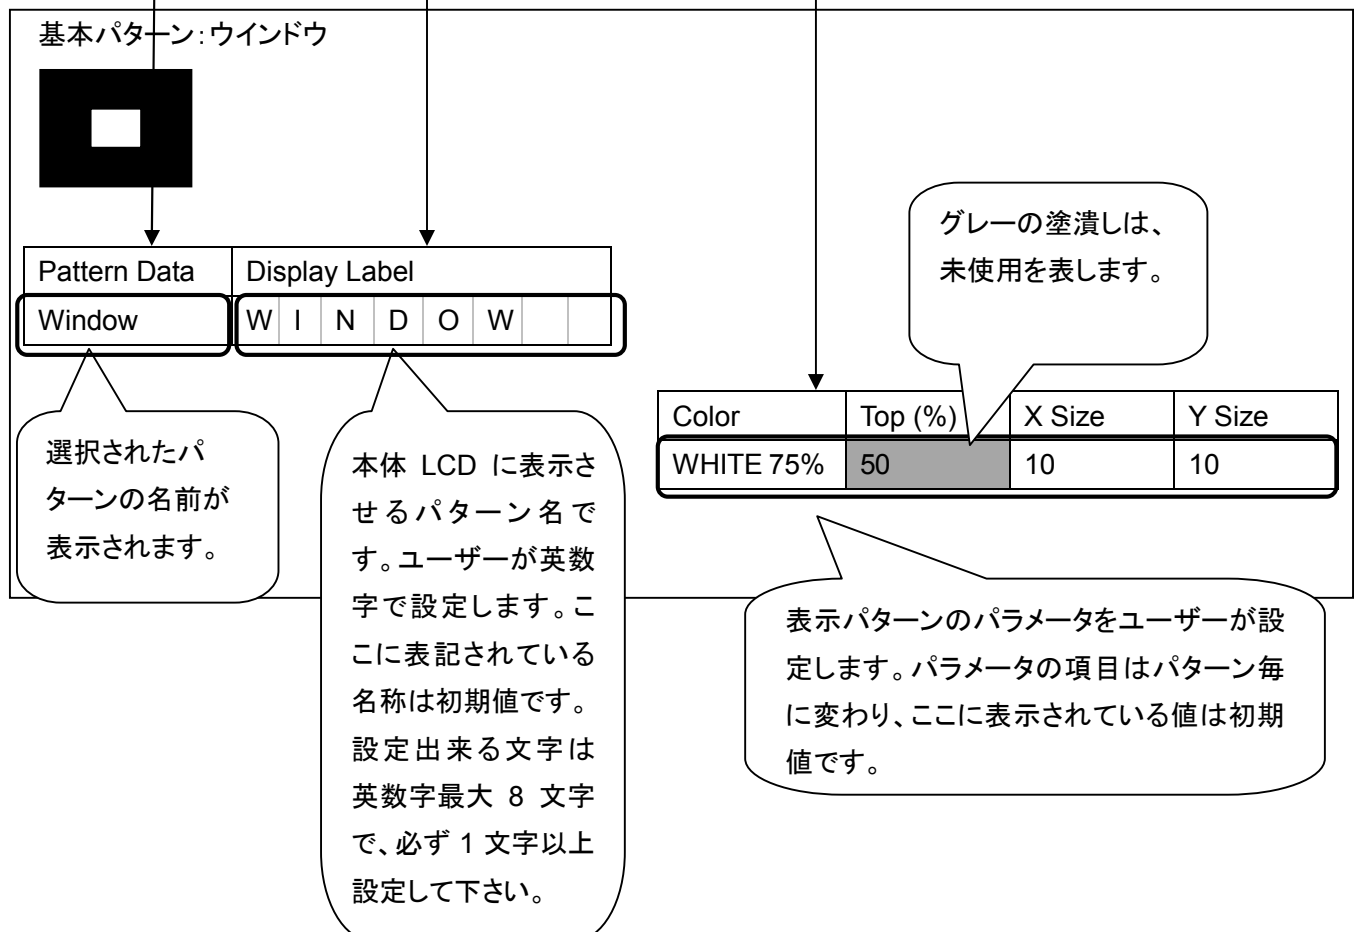 基本パターン：ウインドウ
グレーの塗潰しは、
未使用を表します。
Pattern Data Display Label
Window W I N D O W
Color Top (%) X Size Y Size
WHITE 75% 50 10 10
選択されたパ
ターンの名前が
表示されます。
本体 LCD に表示さ
せるパターン名で
す。ユーザーが英数
字で設定します。こ
こに表記されている
名称は初期値です。
設定出来る文字は
英数字最大 8 文字
で、必ず 1 文字以上
設定して下さい。
表示パターンのパラメータをユーザーが設
定します。パラメータの項目はパターン毎
に変わり、ここに表示されている値は初期
値です。